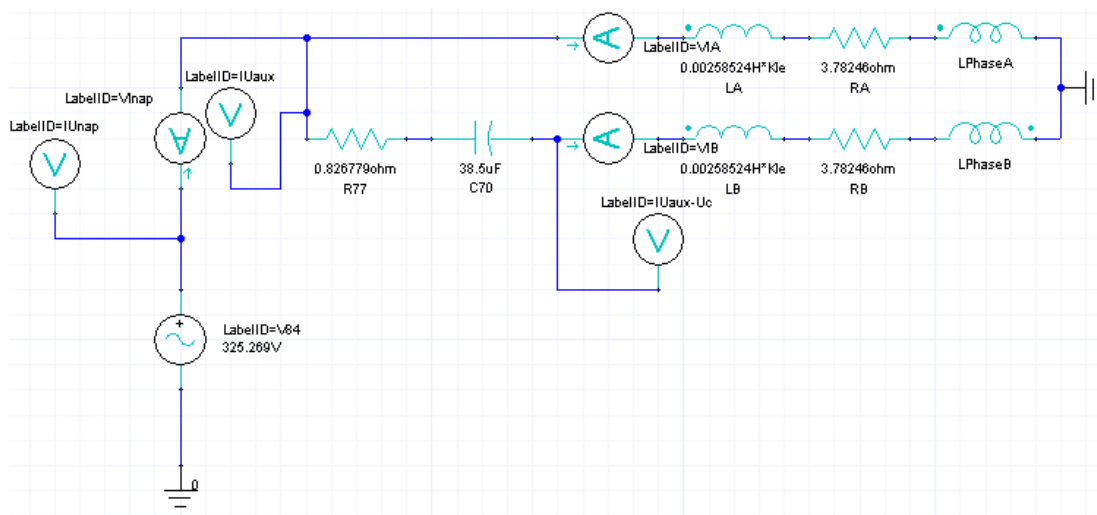 LabelID=VIA
0.00258524H*Kle
LA
3.78246ohm
RA
LPhaseA
LabelID=IUaux
LabelID=VInap
LabelID=IUnap
0.826779ohm
R77
38.5uF
C70
LabelID=VIB
0.00258524H*Kle
LB
3.78246ohm
RB
LPhaseB
LabelID=IUaux-Uc
LabelID=V84
325.269V
0